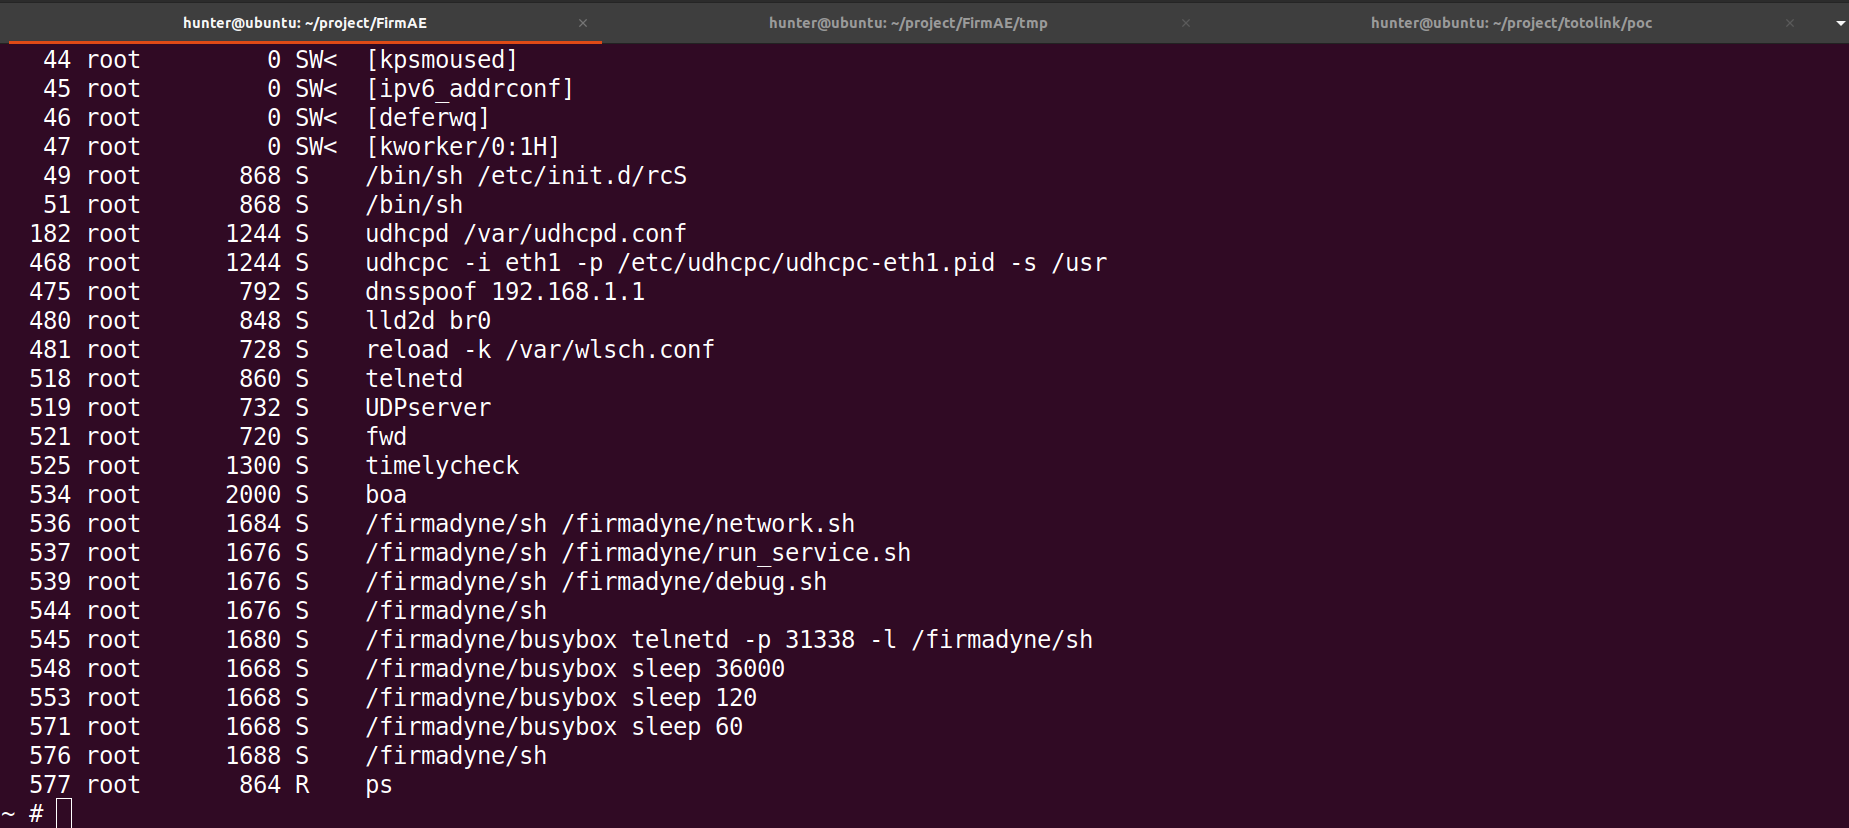 hunter@ubuntu: ~/project/FirmAE × hunter@ubuntu: ~/project/FirmAE/tmp × hunter@ubuntu: ~/project/totolink/poc ×
44 root 0 SW< [kpsmoused]
45 root 0 SW< [ipv6_addrconf]
46 root 0 SW< [deferwq]
47 root 0 SW< [kworker/0:1H]
49 root 868 S /bin/sh /etc/init.d/rcS
51 root 868 S /bin/sh
182 root 1244 S udhcpd /var/udhcpd.conf
468 root 1244 S udhcpc -i eth1 -p /etc/udhcpc/udhcpc-eth1.pid -s /usr
475 root 792 S dnsspoof 192.168.1.1
480 root 848 S lld2d br0
481 root 728 S reload -k /var/wlsch.conf
518 root 860 S telnetd
519 root 732 S UDPserver
521 root 720 S fwd
525 root 1300 S timelycheck
534 root 2000 S boa
536 root 1684 S /firmadyne/sh /firmadyne/network.sh
537 root 1676 S /firmadyne/sh /firmadyne/run_service.sh
539 root 1676 S /firmadyne/sh /firmadyne/debug.sh
544 root 1676 S /firmadyne/sh
545 root 1680 S /firmadyne/busybox telnetd -p 31338 -l /firmadyne/sh
548 root 1668 S /firmadyne/busybox sleep 36000
553 root 1668 S /firmadyne/busybox sleep 120
571 root 1668 S /firmadyne/busybox sleep 60
576 root 1688 S /firmadyne/sh
577 root 864 R ps
~ #